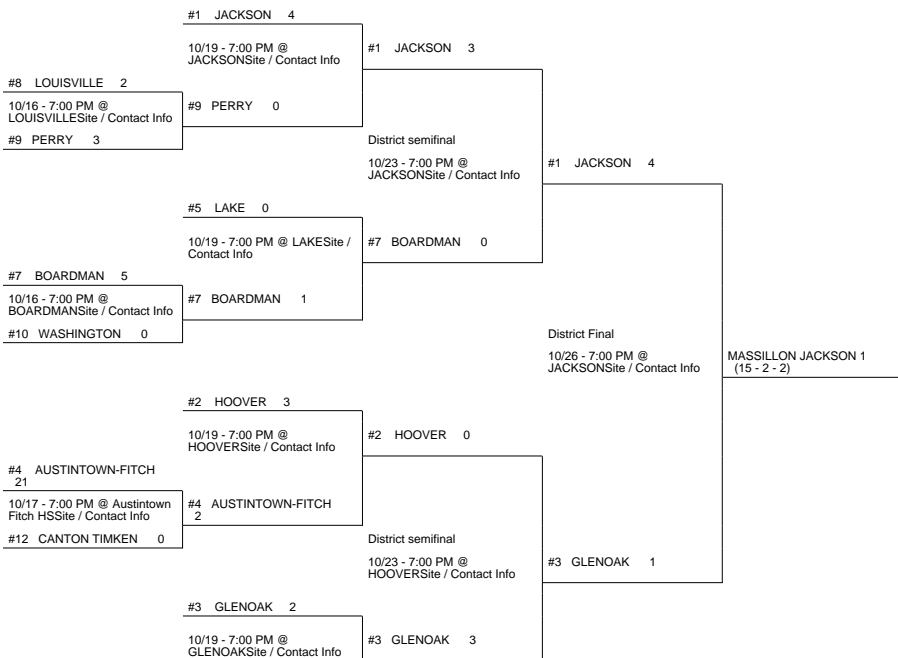 #1 JACKSON 4
10/19 - 7:00 PM @
JACKSONSite / Contact Info
#1 JACKSON 3
#8 LOUISVILLE 2
10/16 - 7:00 PM @
LOUISVILLESite / Contact Info
#9 PERRY 0
#9 PERRY 3
District semifinal
10/23 - 7:00 PM @
JACKSONSite / Contact Info
#1 JACKSON 4
#5 LAKE 0
10/19 - 7:00 PM @ LAKESite /
Contact Info
#7 BOARDMAN 0
#7 BOARDMAN 5
10/16 - 7:00 PM @
BOARDMANSite / Contact Info
#7 BOARDMAN 1
#10 WASHINGTON 0
District Final
10/26 - 7:00 PM @
JACKSONSite / Contact Info
MASSILLON JACKSON 1
(15 - 2 - 2)
#2 HOOVER 3
10/19 - 7:00 PM @
HOOVERSite / Contact Info
#2 HOOVER 0
#4 AUSTINTOWN-FITCH
21
10/17 - 7:00 PM @ Austintown
Fitch HSSite / Contact Info
#4 AUSTINTOWN-FITCH
2
#12 CANTON TIMKEN 0
District semifinal
10/23 - 7:00 PM @
HOOVERSite / Contact Info
#3 GLENOAK 1
#3 GLENOAK 2
10/19 - 7:00 PM @
GLENOAKSite / Contact Info
#3 GLENOAK 3